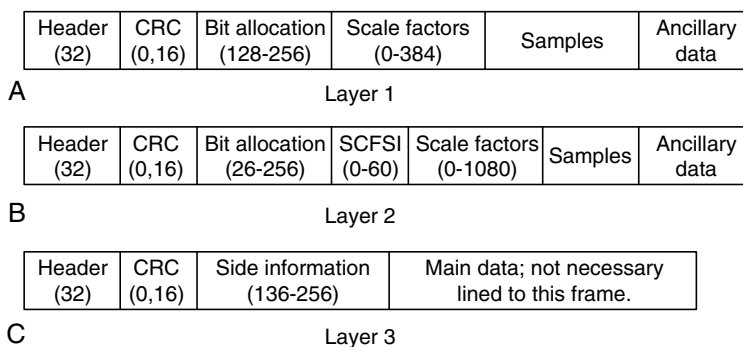 Header CRC Bit allocation Scale factors Samples Ancillary
(32) (0,16) (128-256) (0-384) data
A Layer 1
Header CRC Bit allocation SCFSI Scale factors Samples Ancillary
(32) (0,16) (26-256) (0-60) (0-1080) data
B Layer 2
Header CRC Side information Main data; not necessary
(32) (0,16) (136-256) lined to this frame.
C Layer 3